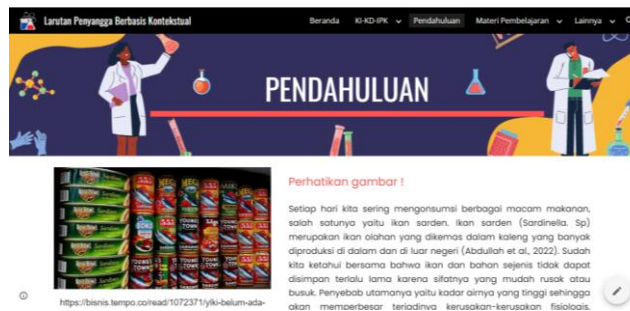 Larutan Penyangga Berbasis Kontekstual
Beranda KI-KD-IPK Pendahuluan Materi Pembelajaran Lainnya
PENDAHULUAN
Perhatikan gambar !
Setiap hari kita sering mengonsumsi berbagai macam makanan,
salah satunya yaitu ikan sarden. Ikan sarden (Sardinella. Sp)
merupakan ikan olahan yang dikemas dalam kaleng yang banyak
diproduksi di dalam dan di luar negeri (Abdullah et al., 2022). Sudah
kita ketahui bersama bahwa ikan dan bahan sejenis tidak dapat
disimpan terlalu lama karena sifatnya yang mudah rusak atau
busuk. Penyebab utamanya yaitu kadar airnya yang tinggi sehingga
akan memperbesar terjadinya kerusakan-kerusakan fisiologis,
https://bisnis.tempo.co/read/1072371/ylki-belum-ada-